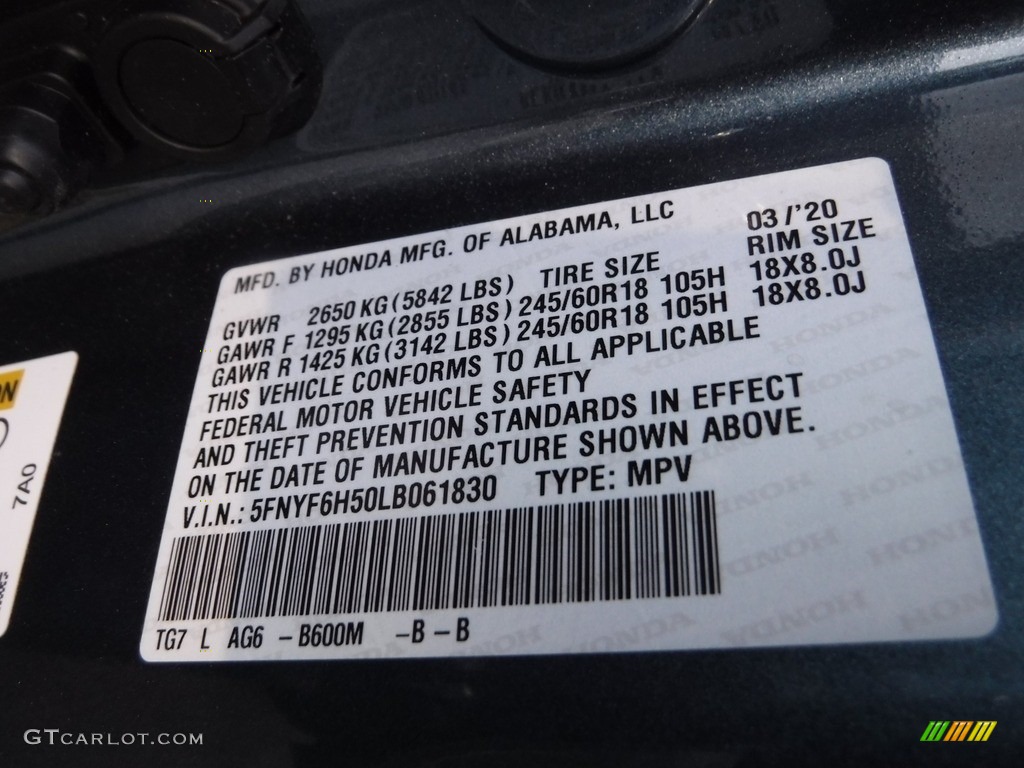 MFD. BY HONDA MFG. OF ALABAMA, LLC 03/'20
GVWR 2650 KG (5842 LBS) TIRE SIZE RIM SIZE
GAWR F 1295 KG (2855 LBS) 245/60R18 105H 18X8.0J
GAWR R 1425 KG (3142 LBS) 245/60R18 105H 18X8.0J
THIS VEHICLE CONFORMS TO ALL APPLICABLE
FEDERAL MOTOR VEHICLE SAFETY
AND THEFT PREVENTION STANDARDS IN EFFECT
ON THE DATE OF MANUFACTURE SHOWN ABOVE.
V.I.N.: 5FNYF6H50LB061830 TYPE: MPV
TG7 L AG6 -B600M -B-B
7A0
HONDA HONDA
GTCARLOT.COM